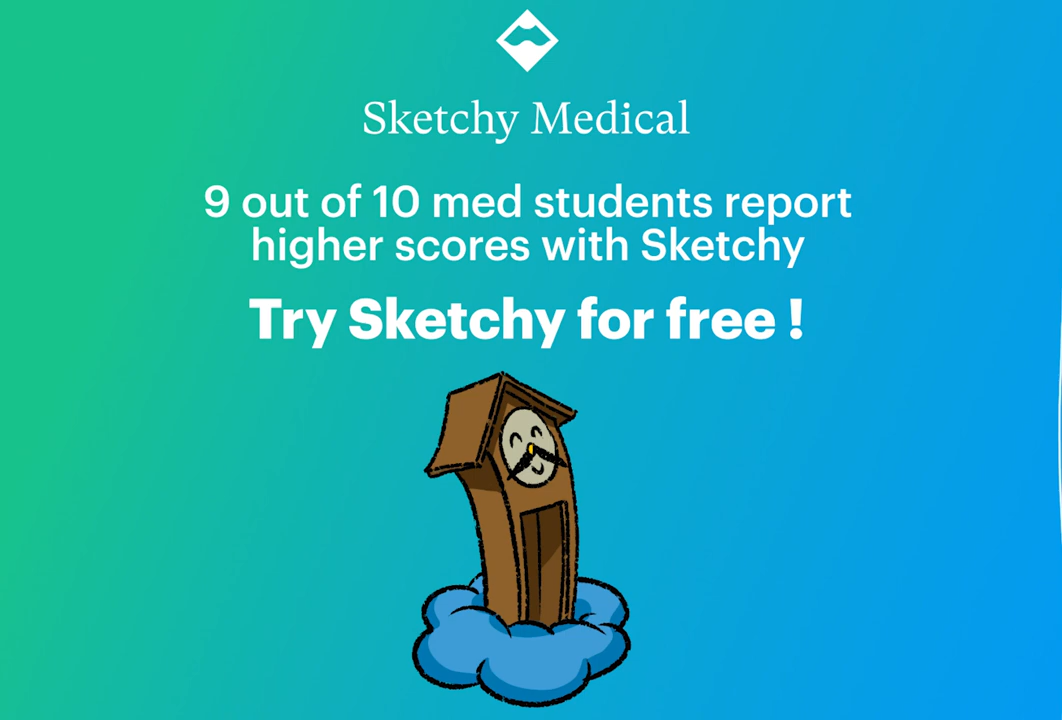 Sketchy Medical
9 out of 10 med students report
higher scores with Sketchy
Try Sketchy for free !